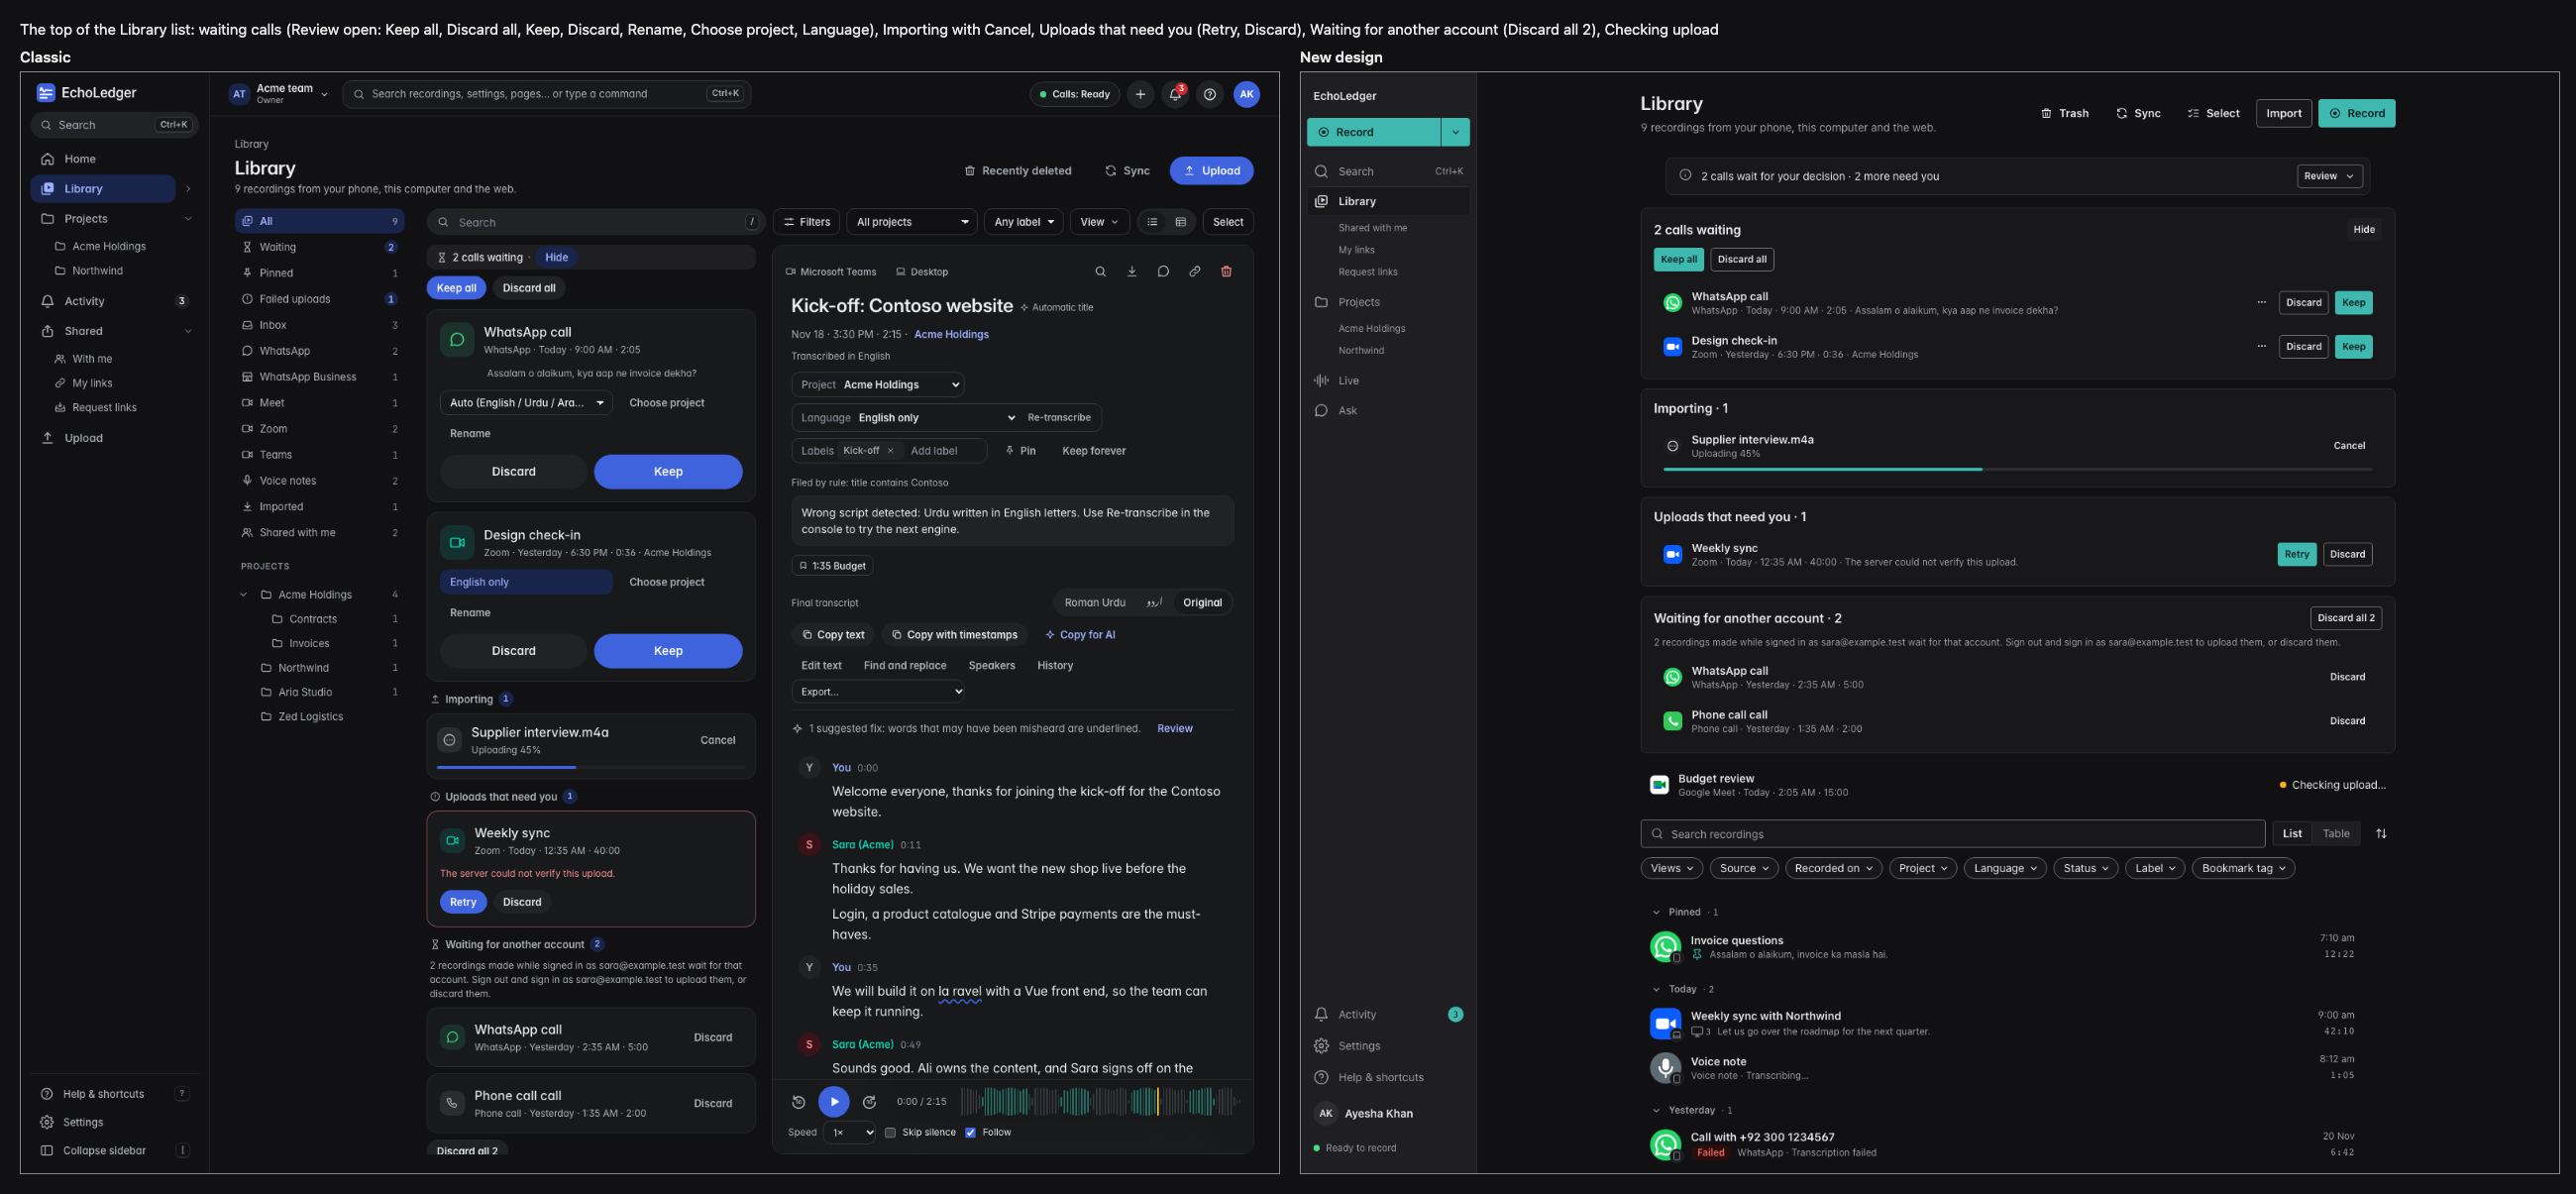 The top of the Library list: waiting calls (Review open: Keep all, Discard all, Keep, Discard, Rename, Choose project, Language), Importing with Cancel, Uploads that need you (Retry, Discard), Waiting for another account (Discard all 2), Checking upload
Classic
EchoLedger
Search Ctrl+K
Home
Library
Projects
Acme Holdings
Northwind
Activity 3
Shared
With me
My links
Request links
Upload
Help & shortcuts ?
Settings
Collapse sidebar [
AT Acme team
Owner
Search recordings, settings, pages... or type a command Ctrl+K
Calls: Ready
3
AK
Library
Library
9 recordings from your phone, this computer and the web.
Recently deleted Sync Upload
All 9
Waiting 2
Pinned 1
Failed uploads 1
Inbox 3
WhatsApp 2
WhatsApp Business 1
Meet 1
Zoom 2
Teams 1
Voice notes 2
Imported 1
Shared with me 2
PROJECTS
Acme Holdings 4
Contracts 1
Invoices 1
Northwind 1
Aria Studio 1
Zed Logistics
Search / Filters All projects Any label View Select
2 calls waiting · Hide
Keep all Discard all
WhatsApp call
WhatsApp · Today · 9:00 AM · 2:05
Assalam o alaikum, kya aap ne invoice dekha?
Auto (English / Urdu / Ara... Choose project
Rename
Discard Keep
Design check-in
Zoom · Yesterday · 6:30 PM · 0:36 · Acme Holdings
English only Choose project
Rename
Discard Keep
Importing 1
Supplier interview.m4a
Uploading 45%
Cancel
Uploads that need you 1
Weekly sync
Zoom · Today · 12:35 AM · 40:00
The server could not verify this upload.
Retry Discard
Waiting for another account 2
2 recordings made while signed in as sara@example.test wait for that
account. Sign out and sign in as sara@example.test to upload them, or
discard them.
WhatsApp call
WhatsApp · Yesterday · 2:35 AM · 5:00
Discard
Phone call call
Phone call · Yesterday · 1:35 AM · 2:00
Discard
Discard all 2
Microsoft Teams Desktop
Kick-off: Contoso website Automatic title
Nov 18 · 3:30 PM · 2:15 · Acme Holdings
Transcribed in English
Project Acme Holdings
Language English only Re-transcribe
Labels Kick-off × Add label Pin Keep forever
Filed by rule: title contains Contoso
Wrong script detected: Urdu written in English letters. Use Re-transcribe in the
console to try the next engine.
1:35 Budget
Final transcript Roman Urdu اردو Original
Copy text Copy with timestamps Copy for AI
Edit text Find and replace Speakers History
Export...
1 suggested fix: words that may have been misheard are underlined. Review
Y You 0:00
Welcome everyone, thanks for joining the kick-off for the Contoso
website.
S Sara (Acme) 0:11
Thanks for having us. We want the new shop live before the
holiday sales.
Login, a product catalogue and Stripe payments are the must-
haves.
Y You 0:35
We will build it on la ravel with a Vue front end, so the team can
keep it running.
S Sara (Acme) 0:49
Sounds good. Ali owns the content, and Sara signs off on the
0:00 / 2:15
Speed 1× Skip silence Follow
New design
EchoLedger
Record
Search Ctrl+K
Library
Shared with me
My links
Request links
Projects
Acme Holdings
Northwind
Live
Ask
Activity 3
Settings
Help & shortcuts
AK Ayesha Khan
Ready to record
Library
9 recordings from your phone, this computer and the web.
Trash Sync Select Import Record
2 calls wait for your decision · 2 more need you Review
2 calls waiting Hide
Keep all Discard all
WhatsApp call
WhatsApp · Today · 9:00 AM · 2:05 · Assalam o alaikum, kya aap ne invoice dekha?
... Discard Keep
Design check-in
Zoom · Yesterday · 6:30 PM · 0:36 · Acme Holdings
... Discard Keep
Importing · 1
Supplier interview.m4a
Uploading 45%
Cancel
Uploads that need you · 1
Weekly sync
Zoom · Today · 12:35 AM · 40:00 · The server could not verify this upload.
Retry Discard
Waiting for another account · 2 Discard all 2
2 recordings made while signed in as sara@example.test wait for that account. Sign out and sign in as sara@example.test to upload them, or discard them.
WhatsApp call
WhatsApp · Yesterday · 2:35 AM · 5:00
Discard
Phone call call
Phone call · Yesterday · 1:35 AM · 2:00
Discard
Budget review
Google Meet · Today · 2:05 AM · 15:00
Checking upload...
Search recordings List Table
Views Source Recorded on Project Language Status Label Bookmark tag
Pinned · 1
Invoice questions 7:10 am
Assalam o alaikum, invoice ka masla hai. 12:22
Today · 2
Weekly sync with Northwind 9:00 am
3 Let us go over the roadmap for the next quarter. 42:10
Voice note 8:12 am
Voice note · Transcribing... 1:05
Yesterday · 1
Call with +92 300 1234567 20 Nov
Failed WhatsApp · Transcription failed 6:42